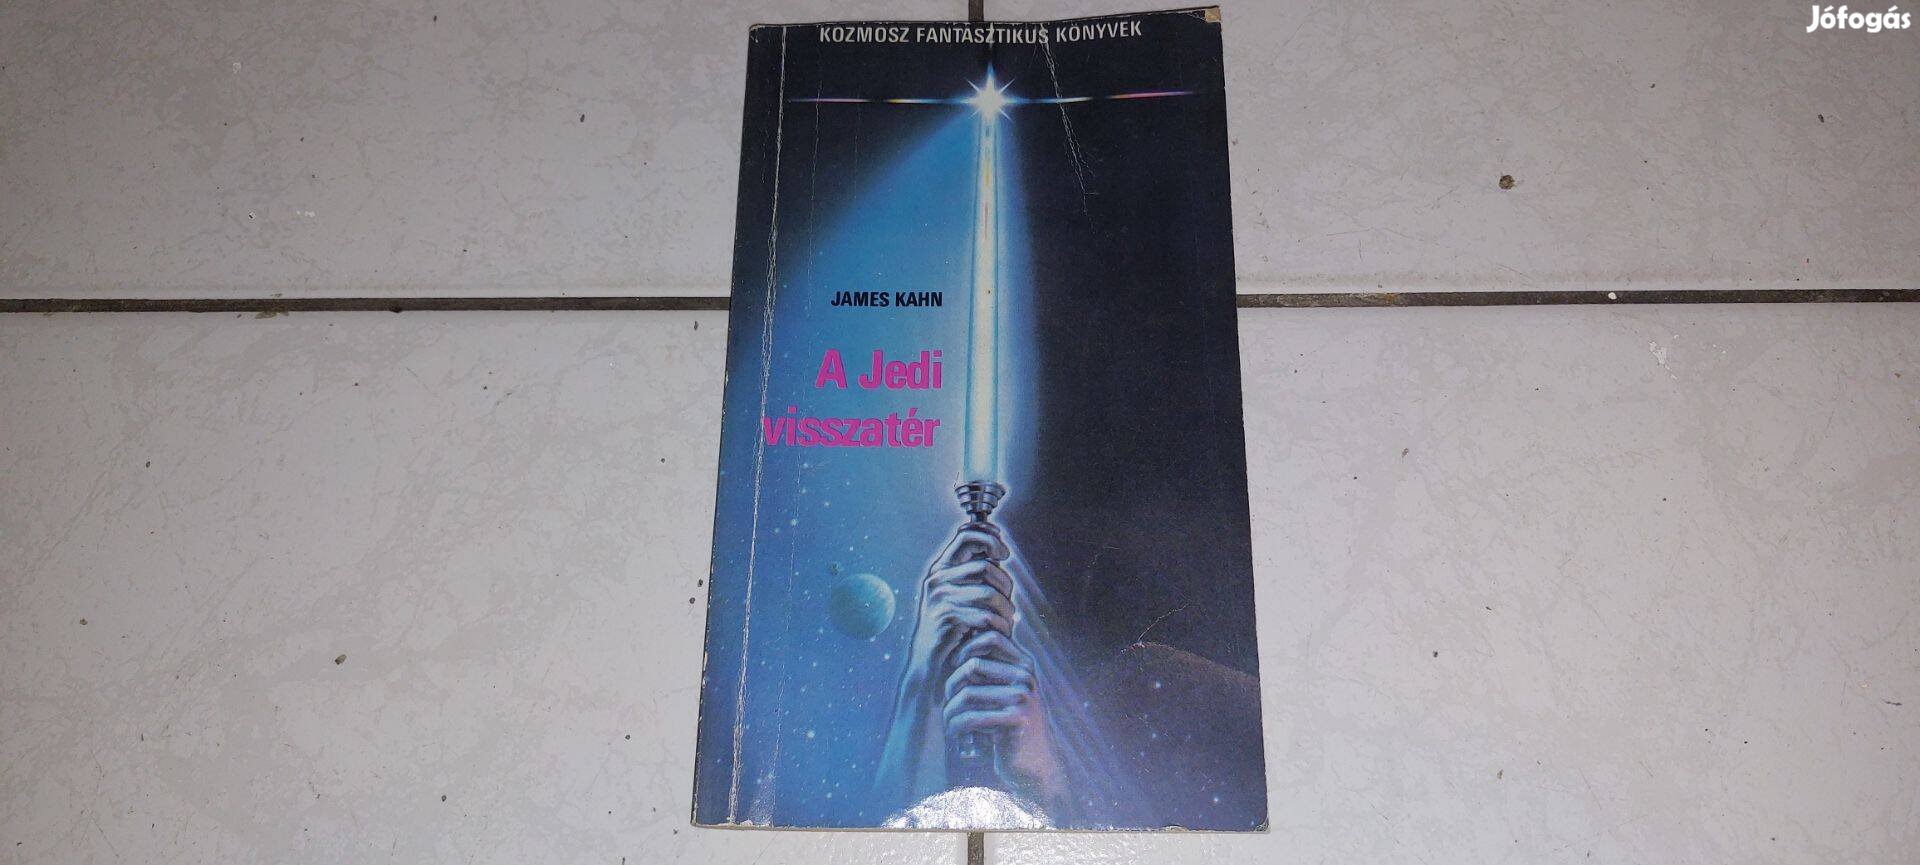 Jófogás
KOZMOSZ FANTASZTIKUS KÖNYVEK
JAMES KAHN
A Jedi
visszatér